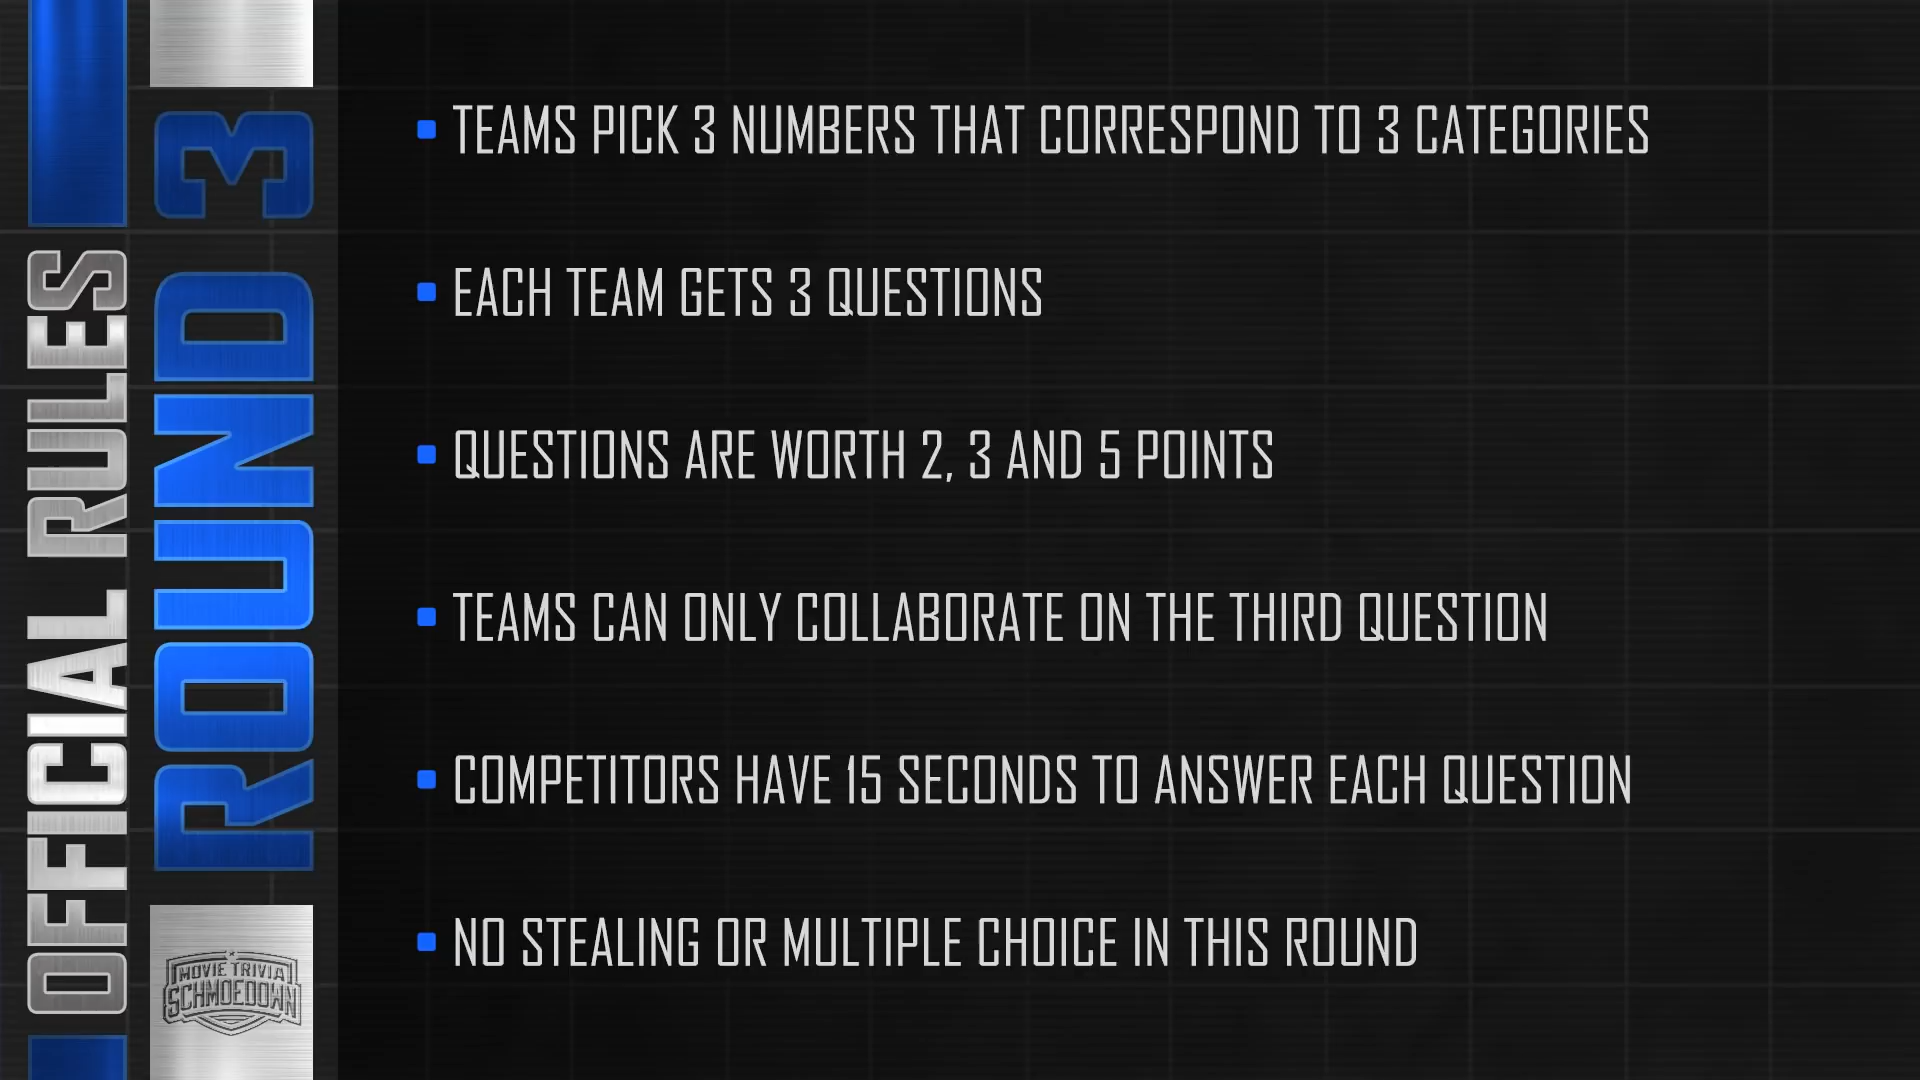 OFFICIAL RULES
ROUND 3
MOVIE TRIVIA
SCHMOEDOWN
TEAMS PICK 3 NUMBERS THAT CORRESPOND TO 3 CATEGORIES
EACH TEAM GETS 3 QUESTIONS
QUESTIONS ARE WORTH 2, 3 AND 5 POINTS
TEAMS CAN ONLY COLLABORATE ON THE THIRD QUESTION
COMPETITORS HAVE 15 SECONDS TO ANSWER EACH QUESTION
NO STEALING OR MULTIPLE CHOICE IN THIS ROUND